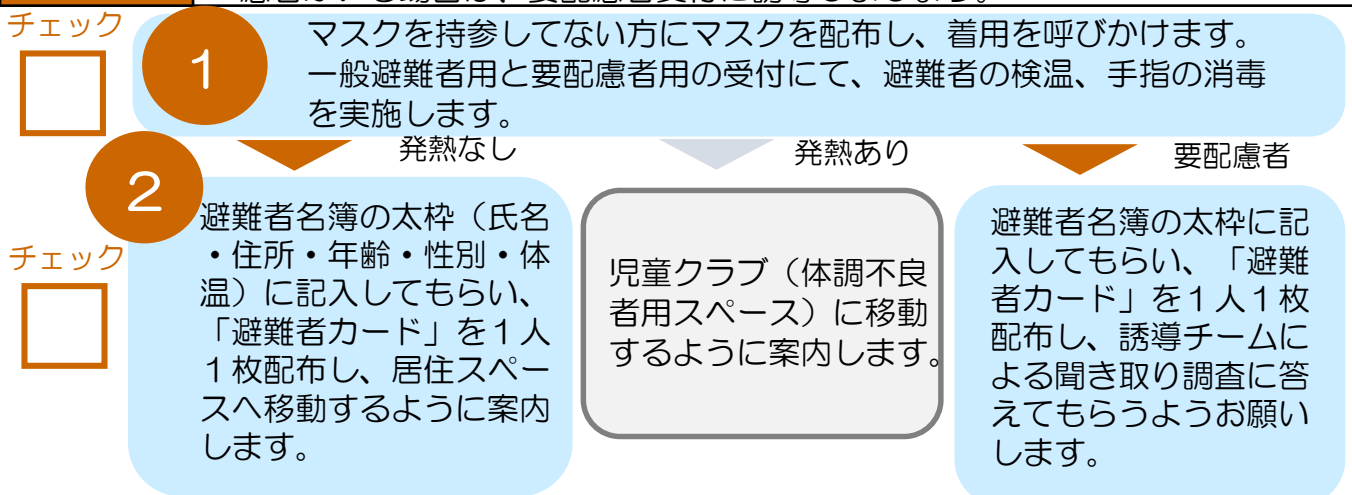 チェック
1
マスクを持参してない方にマスクを配布し、着用を呼びかけます。
一般避難者用と要配慮者用の受付にて、避難者の検温、手指の消毒
を実施します。
発熱なし
発熱あり
要配慮者
2
チェック
避難者名簿の太枠（氏名
・住所・年齢・性別・体
温）に記入してもらい、
「避難者カード」を１人
１枚配布し、居住スペー
スへ移動するように案内
します。
児童クラブ（体調不良
者用スペース）に移動
するように案内します。
避難者名簿の太枠に記
入してもらい、「避難
者カード」を１人１枚
配布し、誘導チームに
よる聞き取り調査に答
えてもらうようお願い
します。